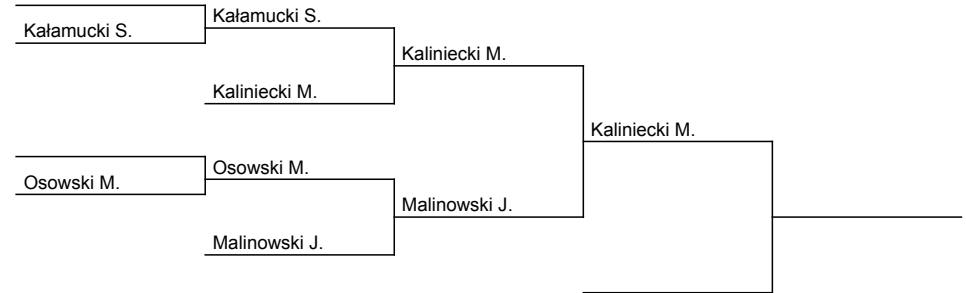 Kałamucki S.
Kałamucki S.
Kaliniecki M.
Kaliniecki M.
Kaliniecki M.
Osowski M.
Osowski M.
Malinowski J.
Malinowski J.